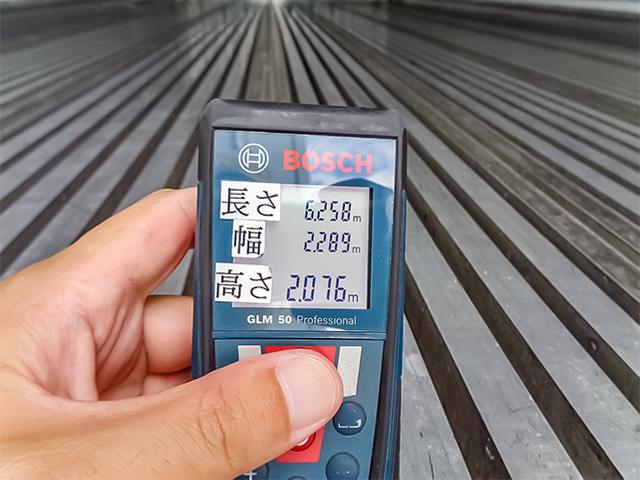 BOSCH
長さ 6.258m
幅 2.289m
高さ 2.076m
GLM 50 Professional